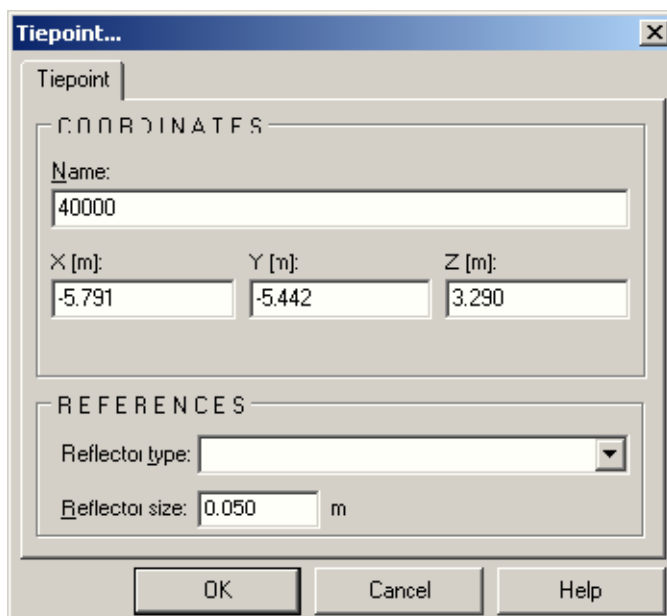 Tiepoint...
Tiepoint
COORDINATES
Name:
40000
X [m]: Y [m]: Z [m]:
-5.791 -5.442 3.290
REFERENCES
Reflector type:
Reflector size: 0.050 m
OK Cancel Help